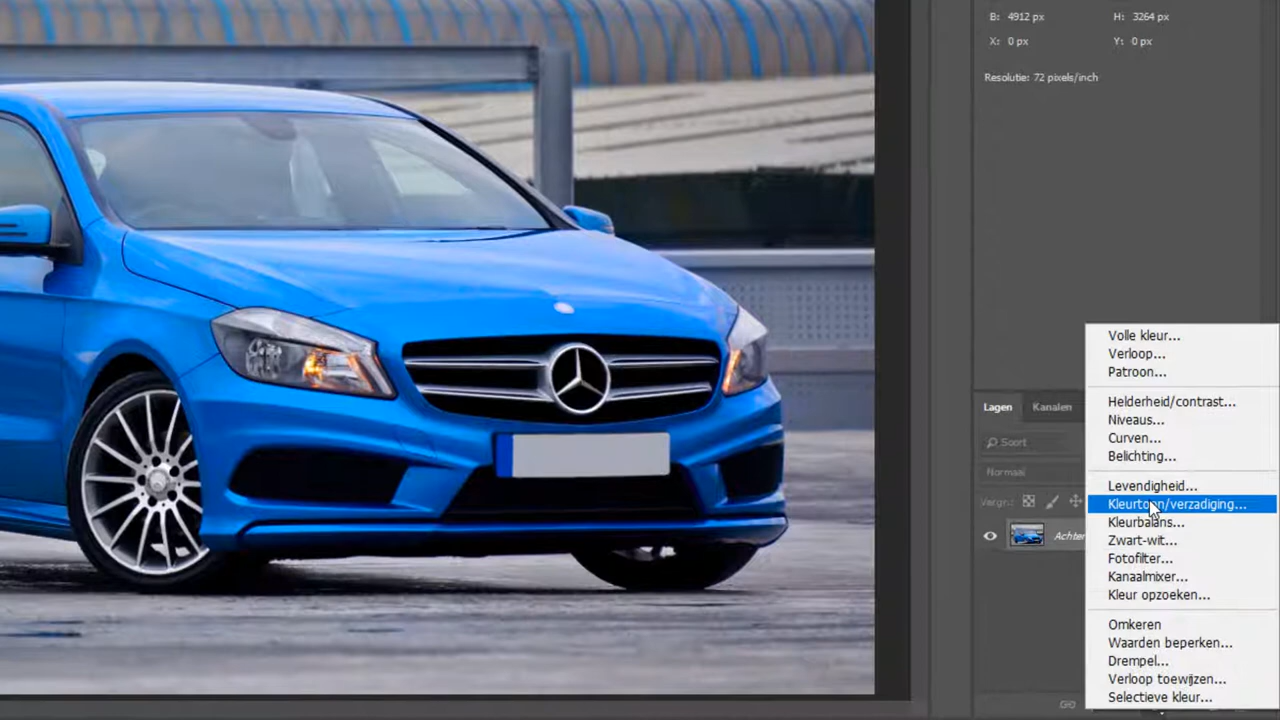 B: 4912 px H: 3264 px
X: 0 px Y: 0 px
Resolutie: 72 pixels/inch
Volle kleur...
Verloop...
Patroon...
Helderheid/contrast...
Niveaus...
Curven...
Belichting...
Levendigheid...
Kleurtoon/verzadiging...
Kleurbalans...
Zwart-wit...
Fotofilter...
Kanaalmixer...
Kleur opzoeken...
Omkeren
Waarden beperken...
Drempel...
Verloop toewijzen...
Selectieve kleur...
Lagen Kanalen
Soort
Normaal
Vergr.:
Achter